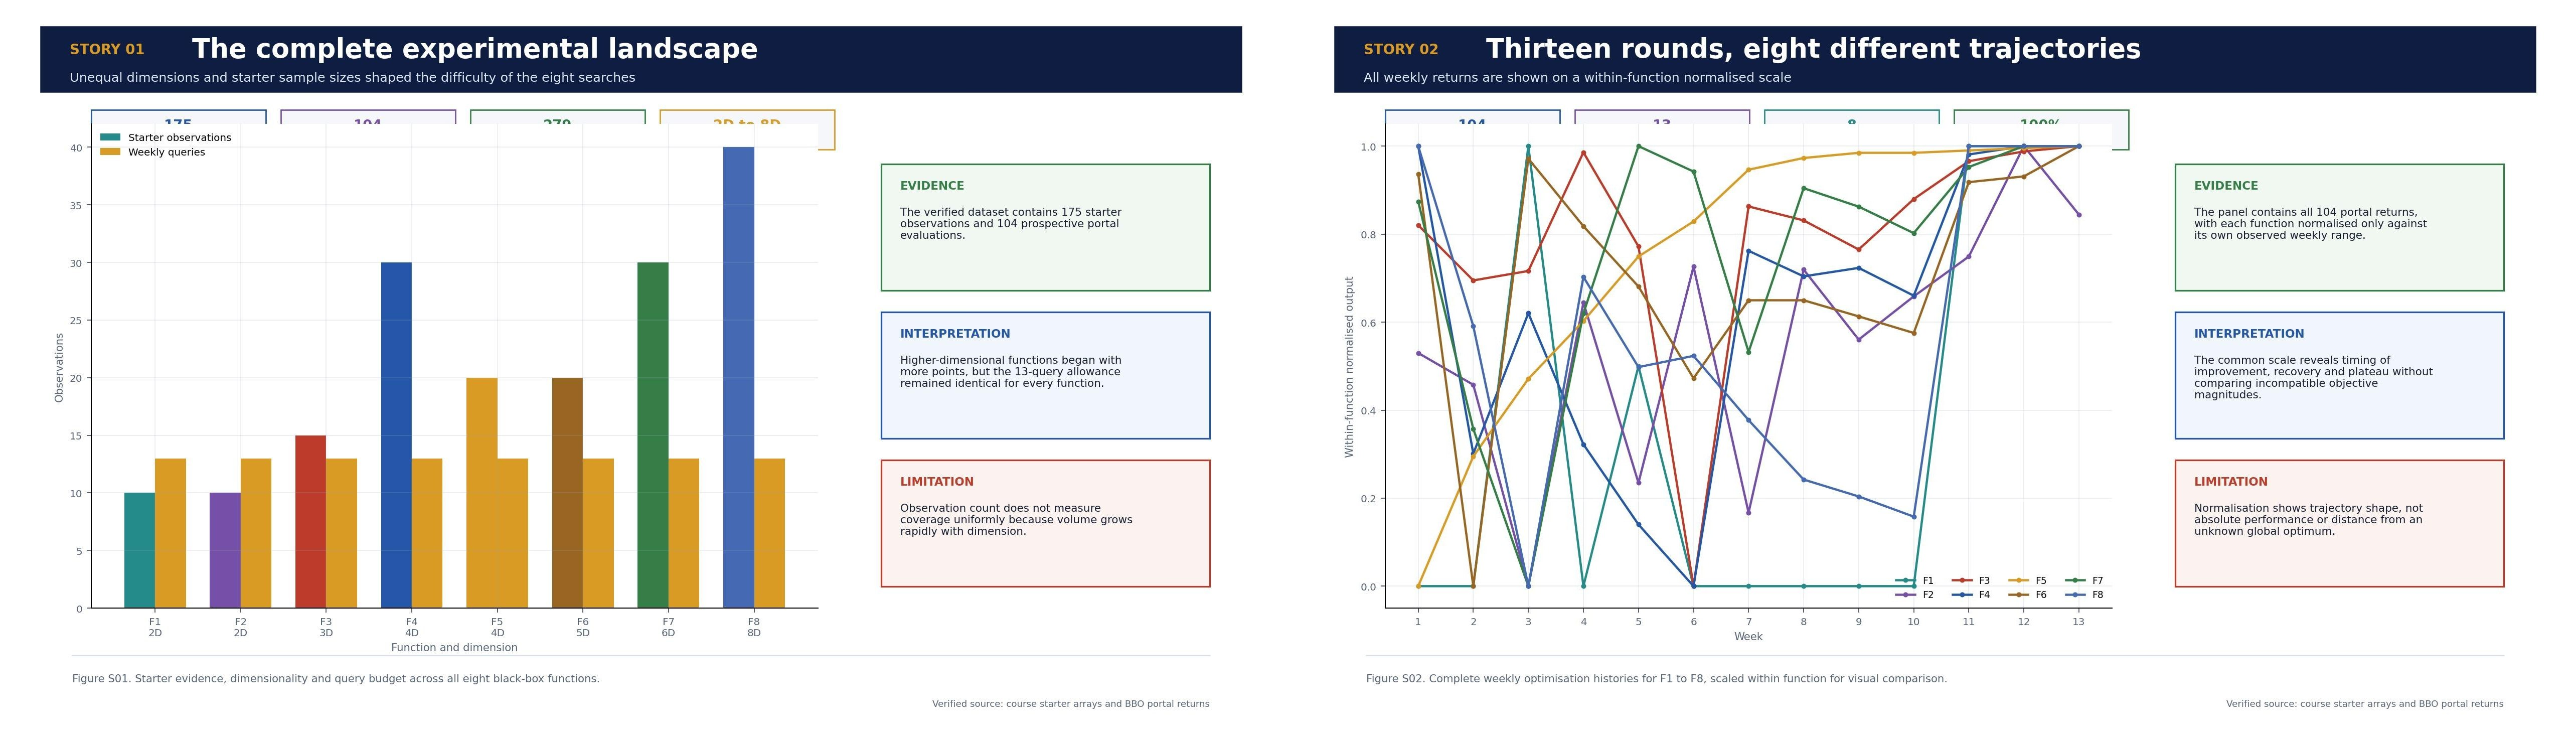 STORY 01 The complete experimental landscape
Unequal dimensions and starter sample sizes shaped the difficulty of the eight searches
175 104 279 2D to 8D
Starter observations
Weekly queries
40
35
30
25
20
15
10
5
0
Observations
F1 F2 F3 F4 F5 F6 F7 F8
2D 2D 3D 4D 4D 5D 6D 8D
Function and dimension
EVIDENCE
The verified dataset contains 175 starter
observations and 104 prospective portal
evaluations.
INTERPRETATION
Higher-dimensional functions began with
more points, but the 13-query allowance
remained identical for every function.
LIMITATION
Observation count does not measure
coverage uniformly because volume grows
rapidly with dimension.
Figure S01. Starter evidence, dimensionality and query budget across all eight black-box functions.
Verified source: course starter arrays and BBO portal returns
STORY 02 Thirteen rounds, eight different trajectories
All weekly returns are shown on a within-function normalised scale
104 13 8 100%
1.0
0.8
0.6
0.4
0.2
0.0
Within-function normalised output
F1 F3 F5 F7
F2 F4 F6 F8
1 2 3 4 5 6 7 8 9 10 11 12 13
Week
EVIDENCE
The panel contains all 104 portal returns,
with each function normalised only against
its own observed weekly range.
INTERPRETATION
The common scale reveals timing of
improvement, recovery and plateau without
comparing incompatible objective
magnitudes.
LIMITATION
Normalisation shows trajectory shape, not
absolute performance or distance from an
unknown global optimum.
Figure S02. Complete weekly optimisation histories for F1 to F8, scaled within function for visual comparison.
Verified source: course starter arrays and BBO portal returns